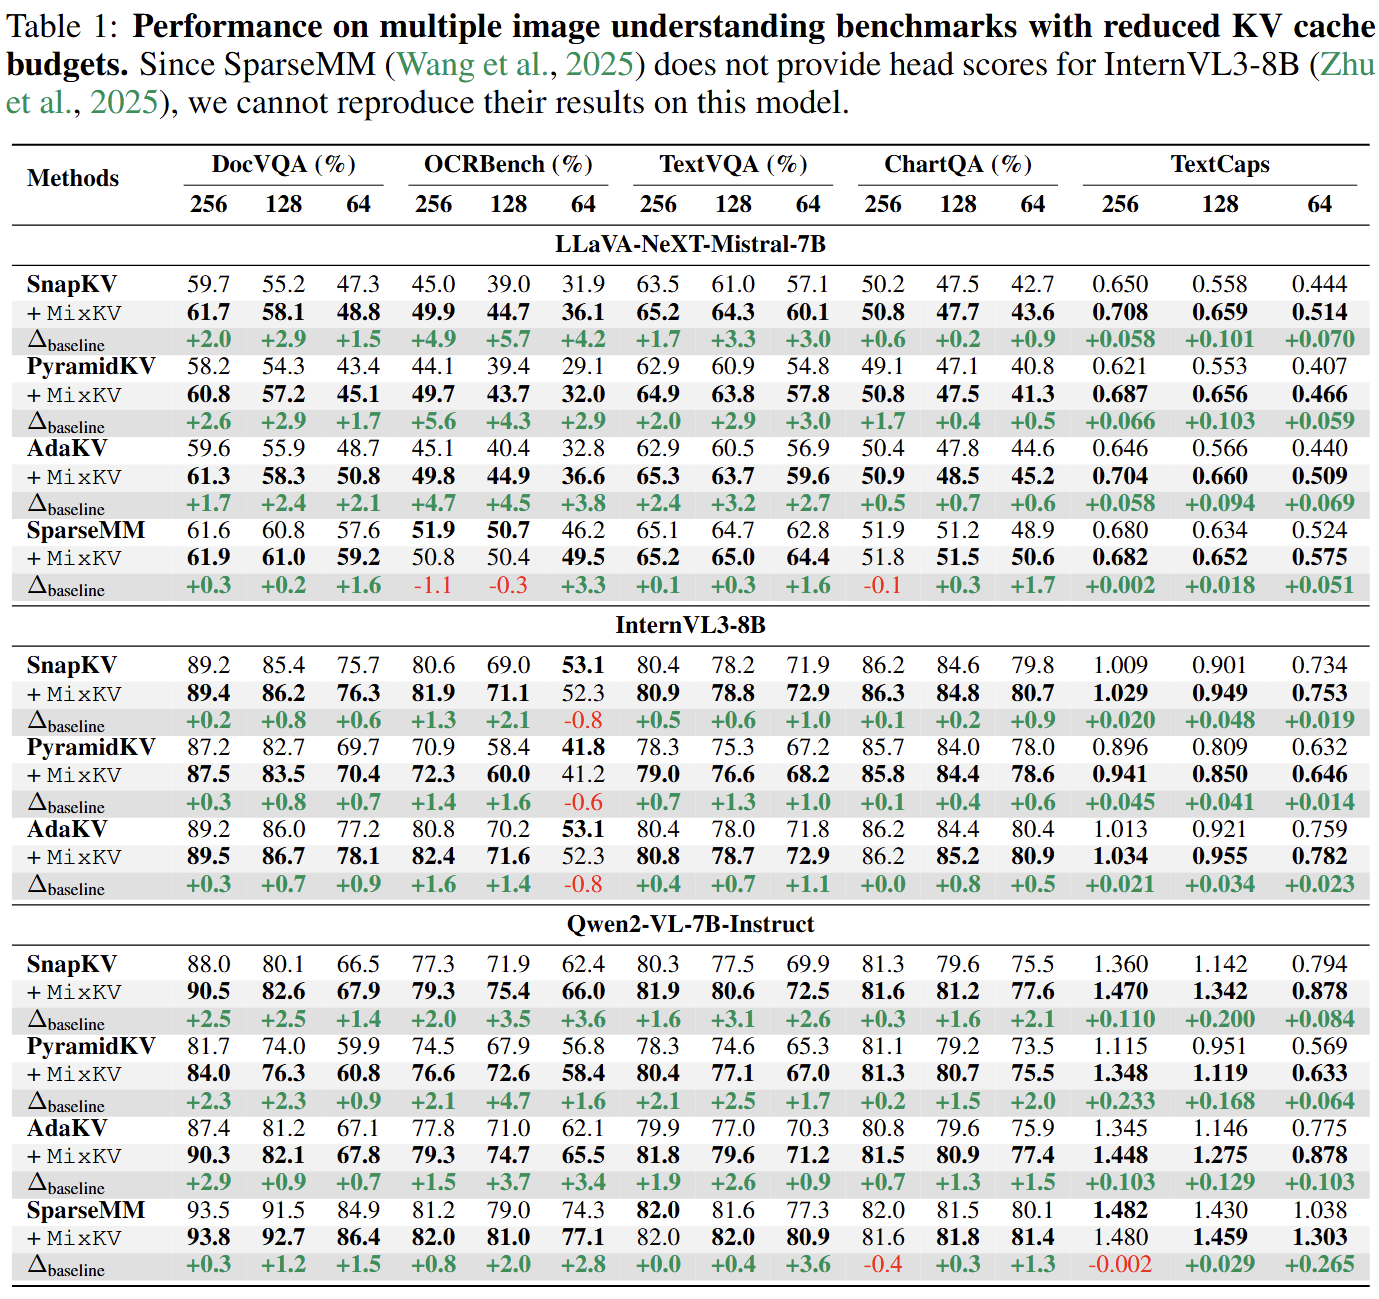 Table 1: Performance on multiple image understanding benchmarks with reduced KV cache
budgets. Since SparseMM (Wang et al., 2025) does not provide head scores for InternVL3-8B (Zhu
et al., 2025), we cannot reproduce their results on this model.
Methods DocVQA (%) OCRBench (%) TextVQA (%) ChartQA (%) TextCaps
256 128 64 256 128 64 256 128 64 256 128 64 256 128 64
LLaVA-NeXT-Mistral-7B
SnapKV 59.7 55.2 47.3 45.0 39.0 31.9 63.5 61.0 57.1 50.2 47.5 42.7 0.650 0.558 0.444
+ MixKV 61.7 58.1 48.8 49.9 44.7 36.1 65.2 64.3 60.1 50.8 47.7 43.6 0.708 0.659 0.514
Δbaseline +2.0 +2.9 +1.5 +4.9 +5.7 +4.2 +1.7 +3.3 +3.0 +0.6 +0.2 +0.9 +0.058 +0.101 +0.070
PyramidKV 58.2 54.3 43.4 44.1 39.4 29.1 62.9 60.9 54.8 49.1 47.1 40.8 0.621 0.553 0.407
+ MixKV 60.8 57.2 45.1 49.7 43.7 32.0 64.9 63.8 57.8 50.8 47.5 41.3 0.687 0.656 0.466
Δbaseline +2.6 +2.9 +1.7 +5.6 +4.3 +2.9 +2.0 +2.9 +3.0 +1.7 +0.4 +0.5 +0.066 +0.103 +0.059
AdaKV 59.6 55.9 48.7 45.1 40.4 32.8 62.9 60.5 56.9 50.4 47.8 44.6 0.646 0.566 0.440
+ MixKV 61.3 58.3 50.8 49.8 44.9 36.6 65.3 63.7 59.6 50.9 48.5 45.2 0.704 0.660 0.509
Δbaseline +1.7 +2.4 +2.1 +4.7 +4.5 +3.8 +2.4 +3.2 +2.7 +0.5 +0.7 +0.6 +0.058 +0.094 +0.069
SparseMM 61.6 60.8 57.6 51.9 50.7 46.2 65.1 64.7 62.8 51.9 51.2 48.9 0.680 0.634 0.524
+ MixKV 61.9 61.0 59.2 50.8 50.4 49.5 65.2 65.0 64.4 51.8 51.5 50.6 0.682 0.652 0.575
Δbaseline +0.3 +0.2 +1.6 -1.1 -0.3 +3.3 +0.1 +0.3 +1.6 -0.1 +0.3 +1.7 +0.002 +0.018 +0.051
InternVL3-8B
SnapKV 89.2 85.4 75.7 80.6 69.0 53.1 80.4 78.2 71.9 86.2 84.6 79.8 1.009 0.901 0.734
+ MixKV 89.4 86.2 76.3 81.9 71.1 52.3 80.9 78.8 72.9 86.3 84.8 80.7 1.029 0.949 0.753
Δbaseline +0.2 +0.8 +0.6 +1.3 +2.1 -0.8 +0.5 +0.6 +1.0 +0.1 +0.2 +0.9 +0.020 +0.048 +0.019
PyramidKV 87.2 82.7 69.7 70.9 58.4 41.8 78.3 75.3 67.2 85.7 84.0 78.0 0.896 0.809 0.632
+ MixKV 87.5 83.5 70.4 72.3 60.0 41.2 79.0 76.6 68.2 85.8 84.4 78.6 0.941 0.850 0.646
Δbaseline +0.3 +0.8 +0.7 +1.4 +1.6 -0.6 +0.7 +1.3 +1.0 +0.1 +0.4 +0.6 +0.045 +0.041 +0.014
AdaKV 89.2 86.0 77.2 80.8 70.2 53.1 80.4 78.0 71.8 86.2 84.4 80.4 1.013 0.921 0.759
+ MixKV 89.5 86.7 78.1 82.4 71.6 52.3 80.8 78.7 72.9 86.2 85.2 80.9 1.034 0.955 0.782
Δbaseline +0.3 +0.7 +0.9 +1.6 +1.4 -0.8 +0.4 +0.7 +1.1 +0.0 +0.8 +0.5 +0.021 +0.034 +0.023
Qwen2-VL-7B-Instruct
SnapKV 88.0 80.1 66.5 77.3 71.9 62.4 80.3 77.5 69.9 81.3 79.6 75.5 1.360 1.142 0.794
+ MixKV 90.5 82.6 67.9 79.3 75.4 66.0 81.9 80.6 72.5 81.6 81.2 77.6 1.470 1.342 0.878
Δbaseline +2.5 +2.5 +1.4 +2.0 +3.5 +3.6 +1.6 +3.1 +2.6 +0.3 +1.6 +2.1 +0.110 +0.200 +0.084
PyramidKV 81.7 74.0 59.9 74.5 67.9 56.8 78.3 74.6 65.3 81.1 79.2 73.5 1.115 0.951 0.569
+ MixKV 84.0 76.3 60.8 76.6 72.6 58.4 80.4 77.1 67.0 81.3 80.7 75.5 1.348 1.119 0.633
Δbaseline +2.3 +2.3 +0.9 +2.1 +4.7 +1.6 +2.1 +2.5 +1.7 +0.2 +1.5 +2.0 +0.233 +0.168 +0.064
AdaKV 87.4 81.2 67.1 77.8 71.0 62.1 79.9 77.0 70.3 80.8 79.6 75.9 1.345 1.146 0.775
+ MixKV 90.3 82.1 67.8 79.3 74.7 65.5 81.8 79.6 71.2 81.5 80.9 77.4 1.448 1.275 0.878
Δbaseline +2.9 +0.9 +0.7 +1.5 +3.7 +3.4 +1.9 +2.6 +0.9 +0.7 +1.3 +1.5 +0.103 +0.129 +0.103
SparseMM 93.5 91.5 84.9 81.2 79.0 74.3 82.0 81.6 77.3 82.0 81.5 80.1 1.482 1.430 1.038
+ MixKV 93.8 92.7 86.4 82.0 81.0 77.1 82.0 82.0 80.9 81.6 81.8 81.4 1.480 1.459 1.303
Δbaseline +0.3 +1.2 +1.5 +0.8 +2.0 +2.8 +0.0 +0.4 +3.6 -0.4 +0.3 +1.3 -0.002 +0.029 +0.265